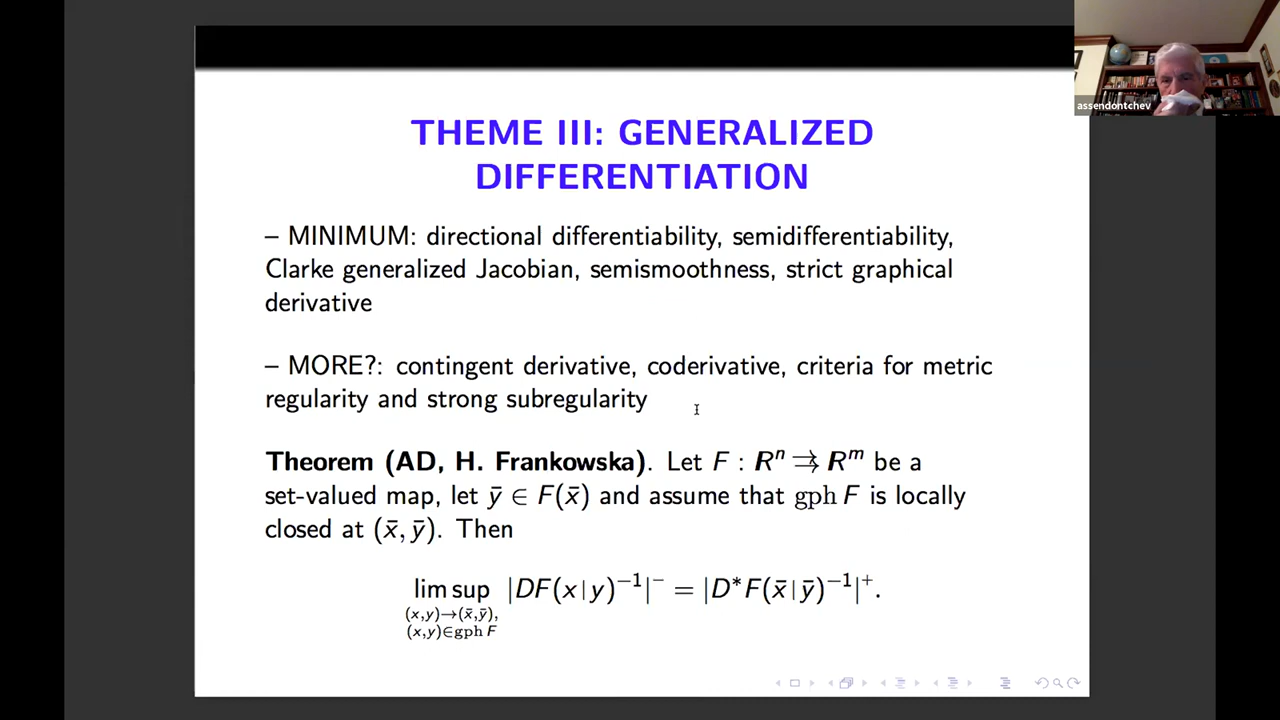 assendontchev
THEME III: GENERALIZED
DIFFERENTIATION
– MINIMUM: directional differentiability, semidifferentiability,
Clarke generalized Jacobian, semismoothness, strict graphical
derivative
– MORE?: contingent derivative, coderivative, criteria for metric
regularity and strong subregularity
Theorem (AD, H. Frankowska). Let F : Rⁿ ⇉ Rᵐ be a
set-valued map, let ȳ ∈ F(x̄) and assume that gph F is locally
closed at (x̄, ȳ). Then
lim sup |DF(x|y)⁻¹|⁻ = |D*F(x̄|ȳ)⁻¹|⁺.
(x,y)→(x̄,ȳ),
(x,y)∈gph F